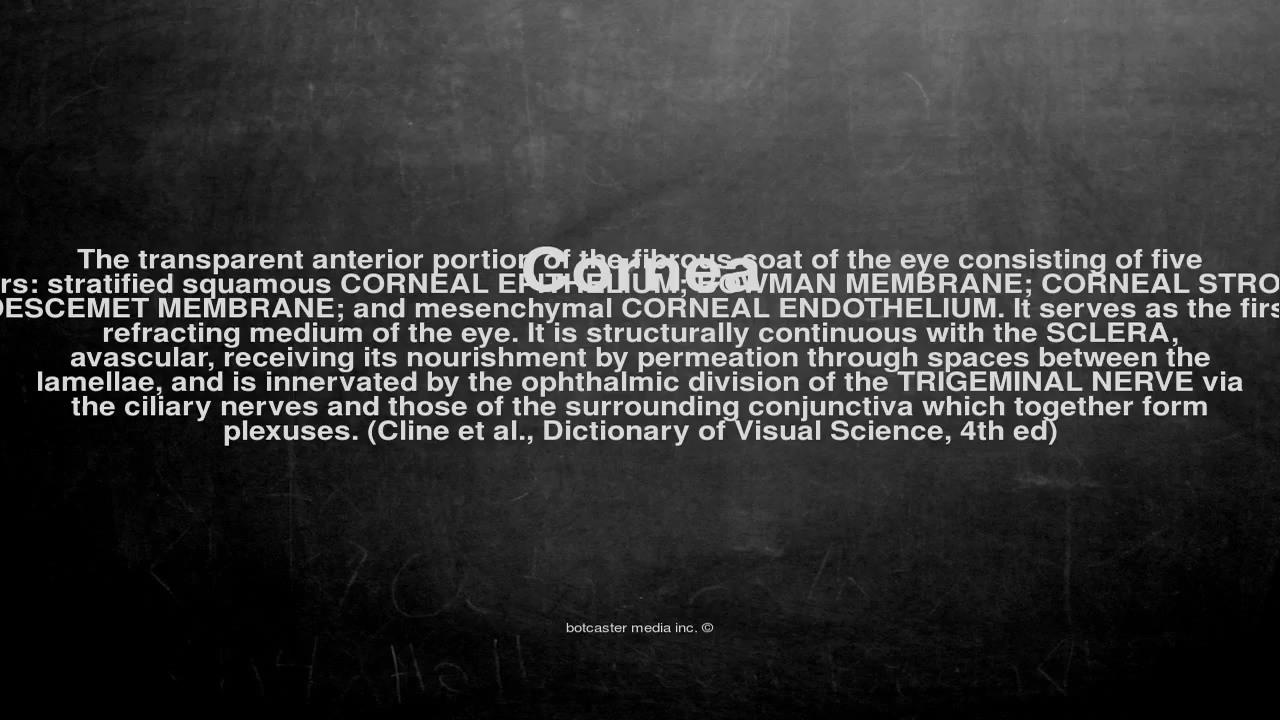 Cornea
The transparent anterior portion of the fibrous coat of the eye consisting of five
rs: stratified squamous CORNEAL EPITHELIUM; BOWMAN MEMBRANE; CORNEAL STRO
DESCEMET MEMBRANE; and mesenchymal CORNEAL ENDOTHELIUM. It serves as the firs
refracting medium of the eye. It is structurally continuous with the SCLERA,
avascular, receiving its nourishment by permeation through spaces between the
lamellae, and is innervated by the ophthalmic division of the TRIGEMINAL NERVE via
the ciliary nerves and those of the surrounding conjunctiva which together form
plexuses. (Cline et al., Dictionary of Visual Science, 4th ed)
botcaster media inc. ©